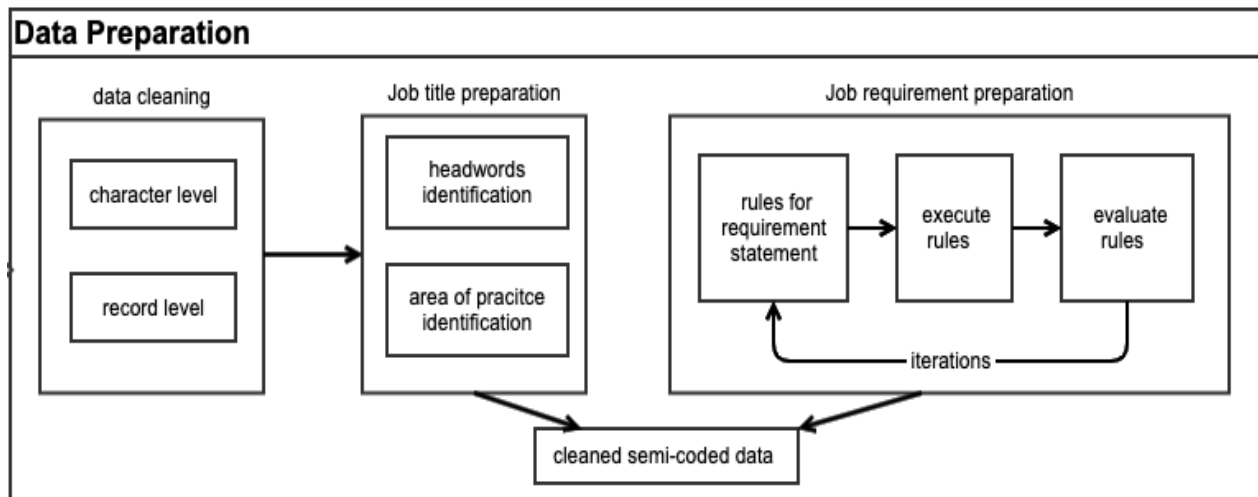 Data Preparation
data cleaning
character level
record level
Job title preparation
headwords
identification
area of pracitce
identification
Job requirement preparation
rules for
requirement
statement
execute
rules
evaluate
rules
iterations
cleaned semi-coded data